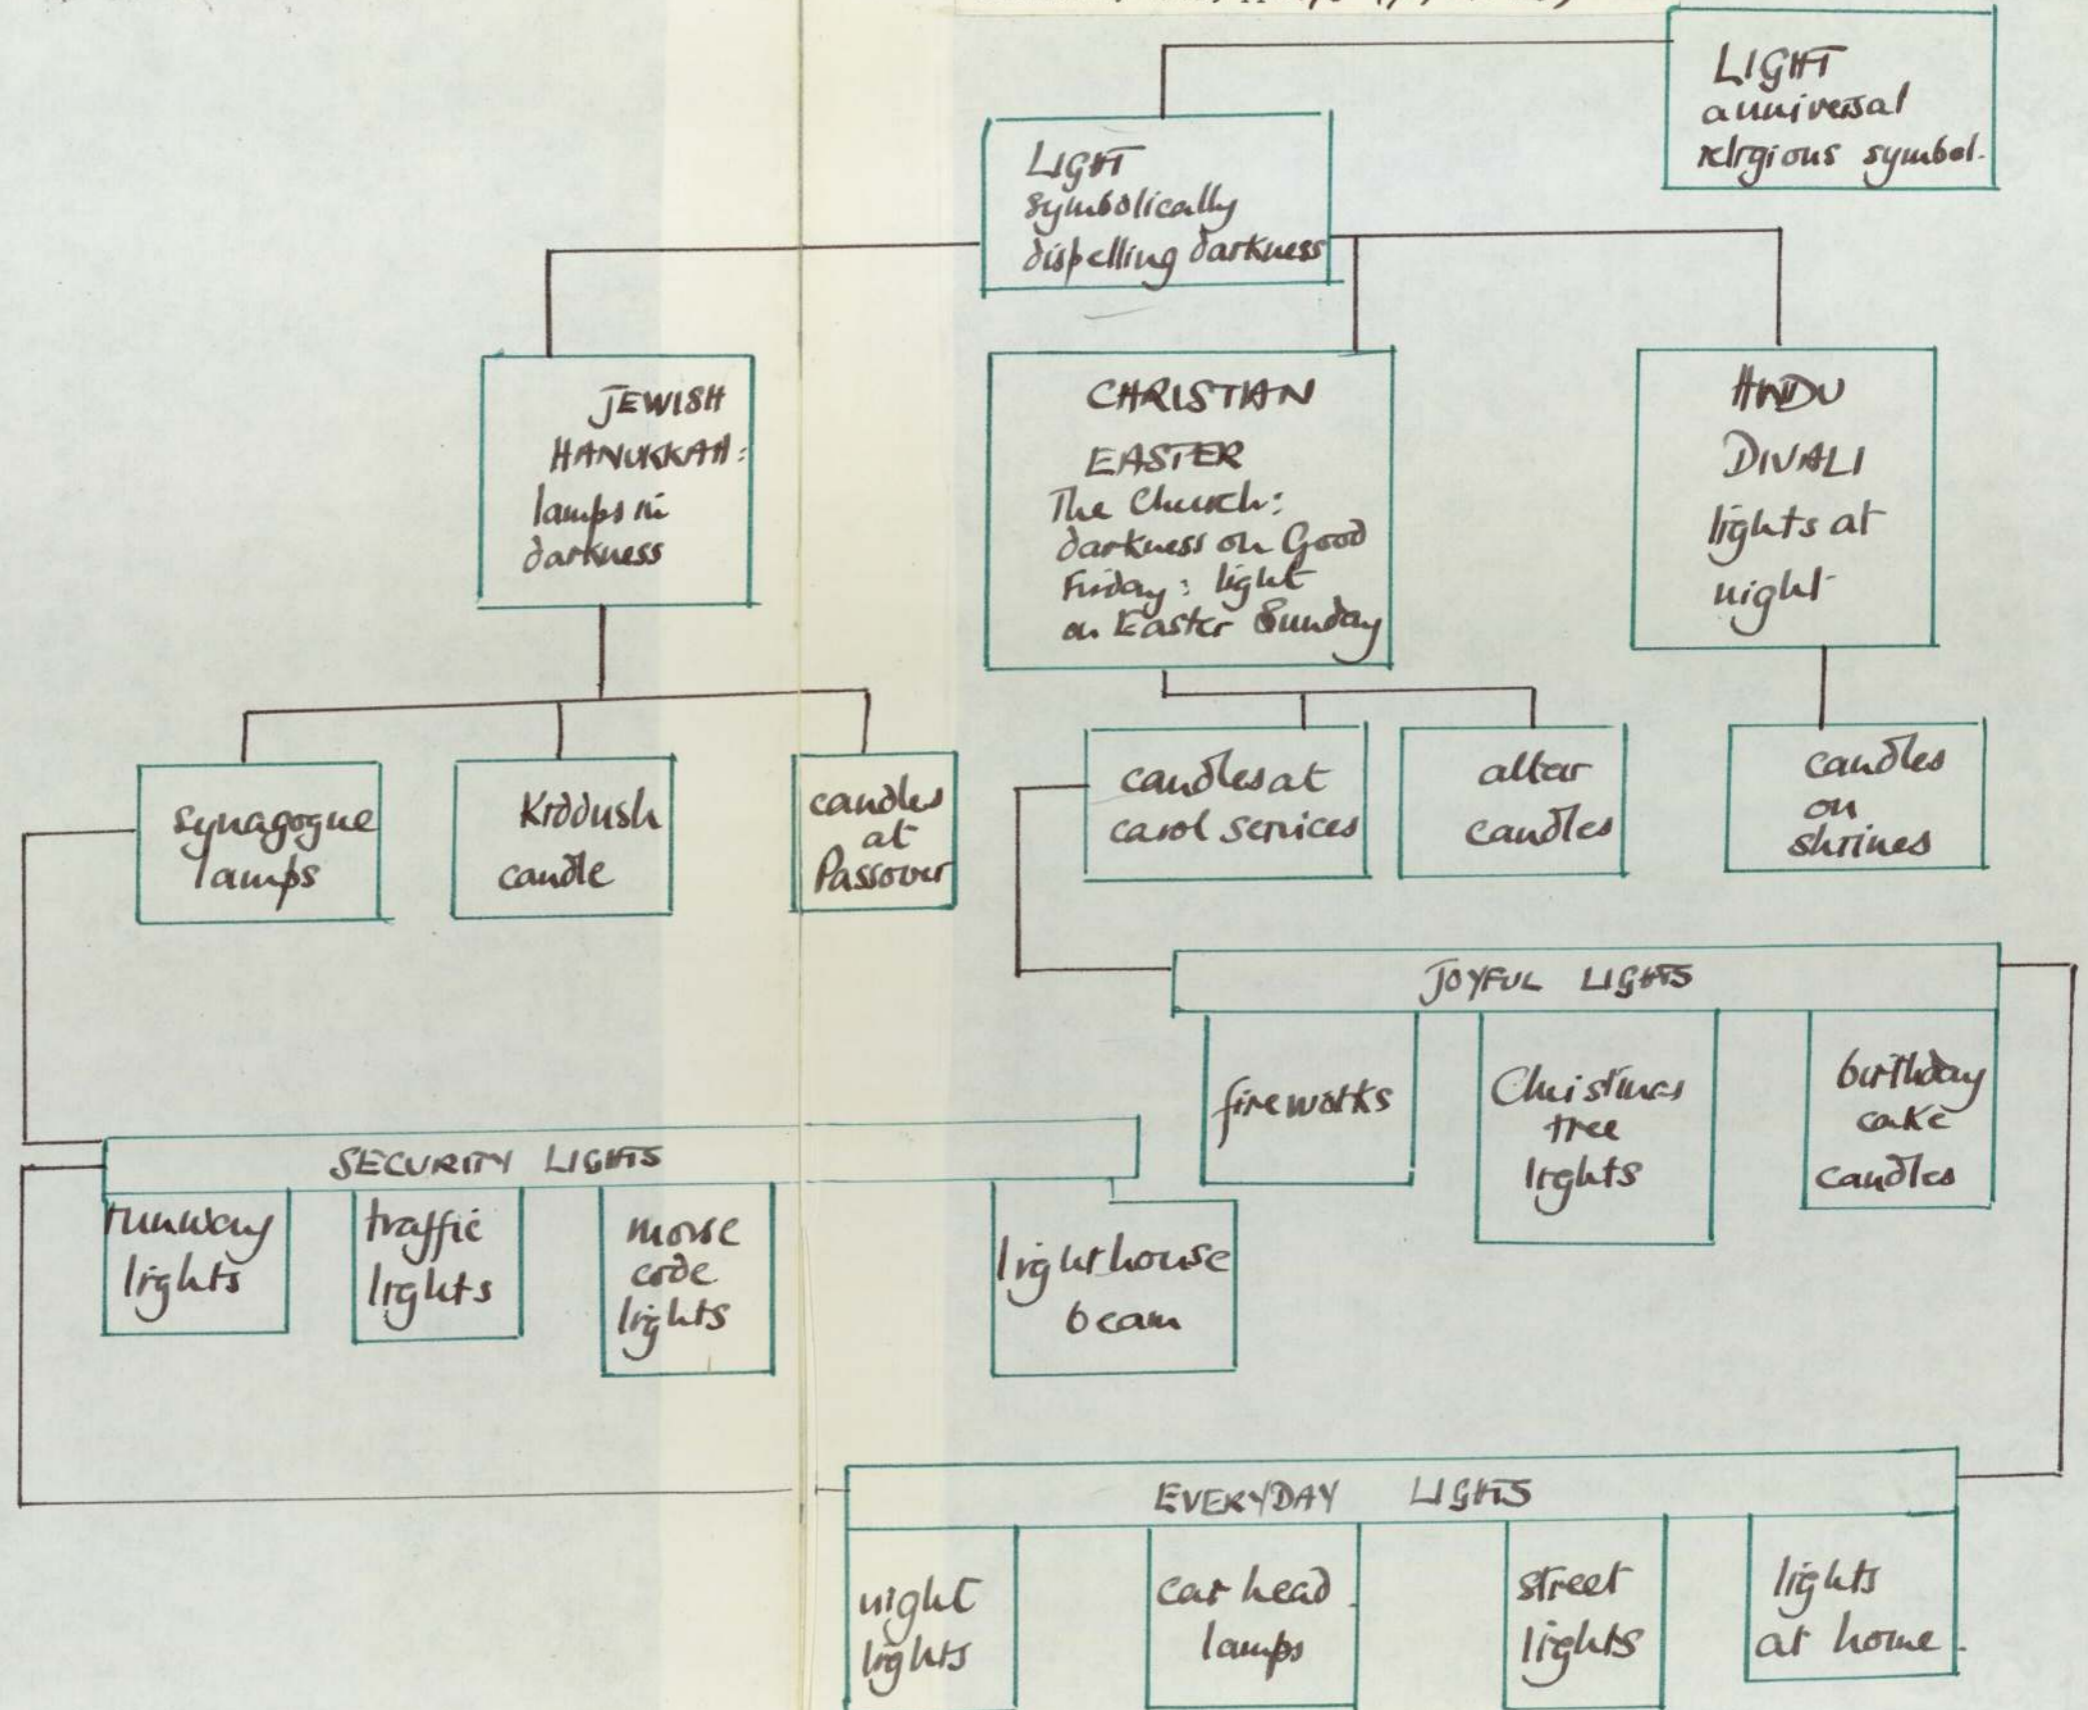 LIGHT
a universal
religious symbol.
LIGHT
symbolically
dispelling darkness
JEWISH
HANUKKAH:
lamps in
darkness
CHRISTIAN
EASTER
The Church:
darkness on Good
Friday: light
on Easter Sunday
HINDU
DIVALI
lights at
night
synagogue
lamps
Kiddush
candle
candles
at
Passover
candles at
carol services
altar
candles
candles
on
shrines
JOYFUL LIGHTS
fireworks
Christmas
tree
lights
birthday
cake
candles
SECURITY LIGHTS
runway
lights
traffic
lights
morse
code
lights
lighthouse
beam
EVERYDAY LIGHTS
night
lights
car head
lamps
street
lights
lights
at home.